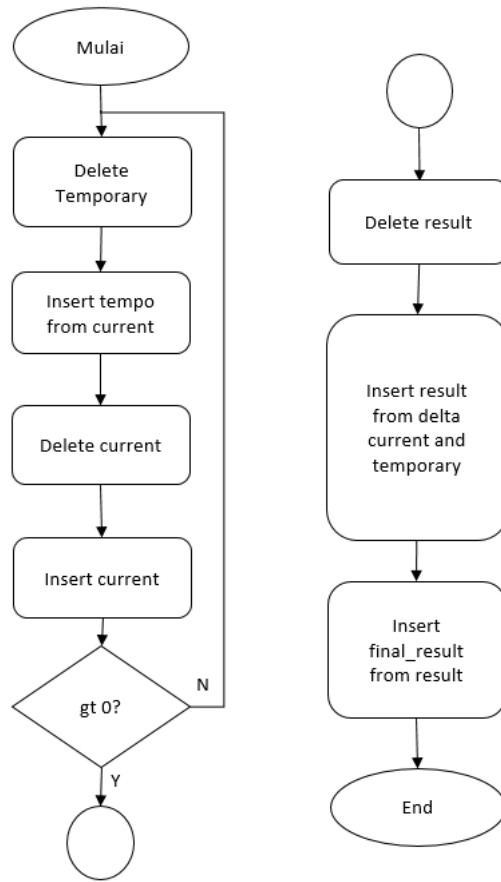 Mulai
Delete
Temporary
Insert tempo
from current
Delete current
Insert current
gt 0?
N
Y
Delete result
Insert result
from delta
current and
temporary
Insert
final_result
from result
End